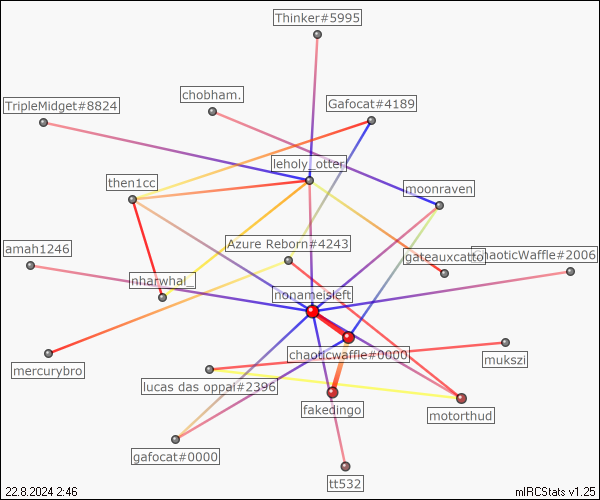 Thinker#5995
chobham.
TripleMidget#8824
Gafocat#4189
leholy_otter
then1cc
moonraven
Azure Reborn#4243
amah1246
gateauxcatto
chaoticWaffle#2006
nharwhal_
nonameisleft
chaoticwaffle#0000
mukszi
mercurybro
lucas das oppai#2396
fakedingo
motorthud
gafocat#0000
tt532
22.8.2024 2:46
mIRCStats v1.25